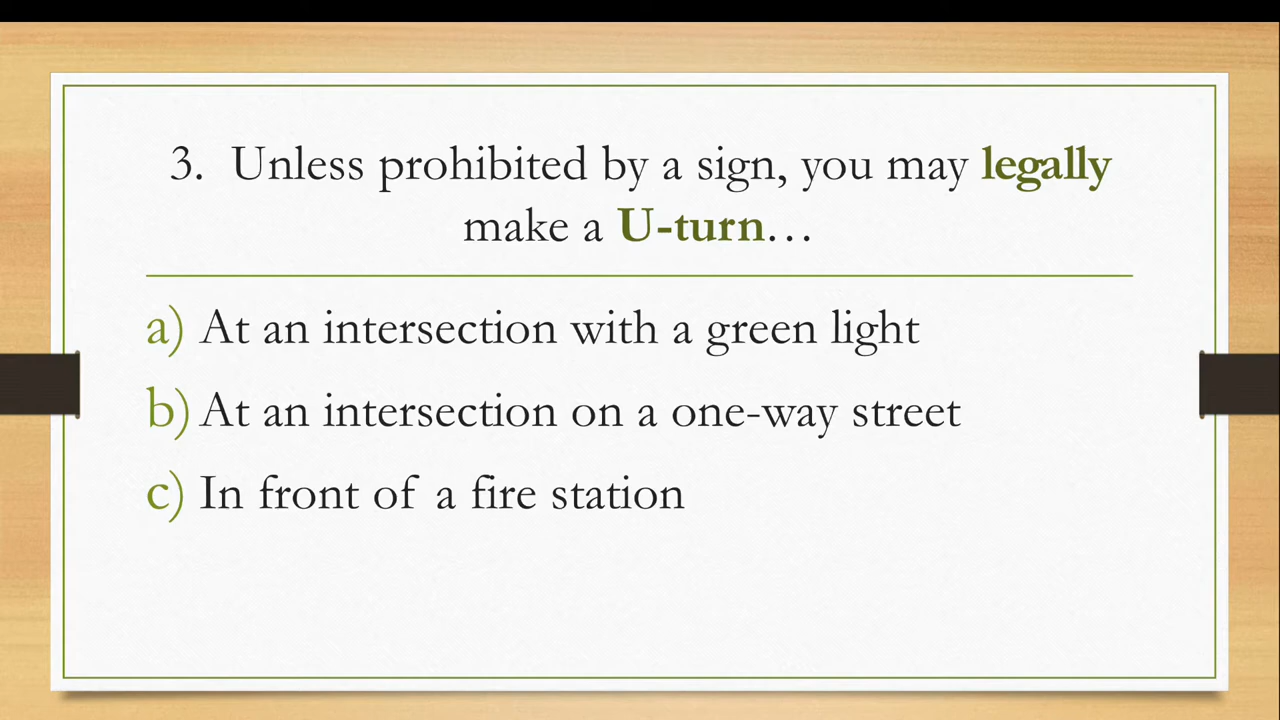 3. Unless prohibited by a sign, you may legally
make a U-turn…
a) At an intersection with a green light
b) At an intersection on a one-way street
c) In front of a fire station